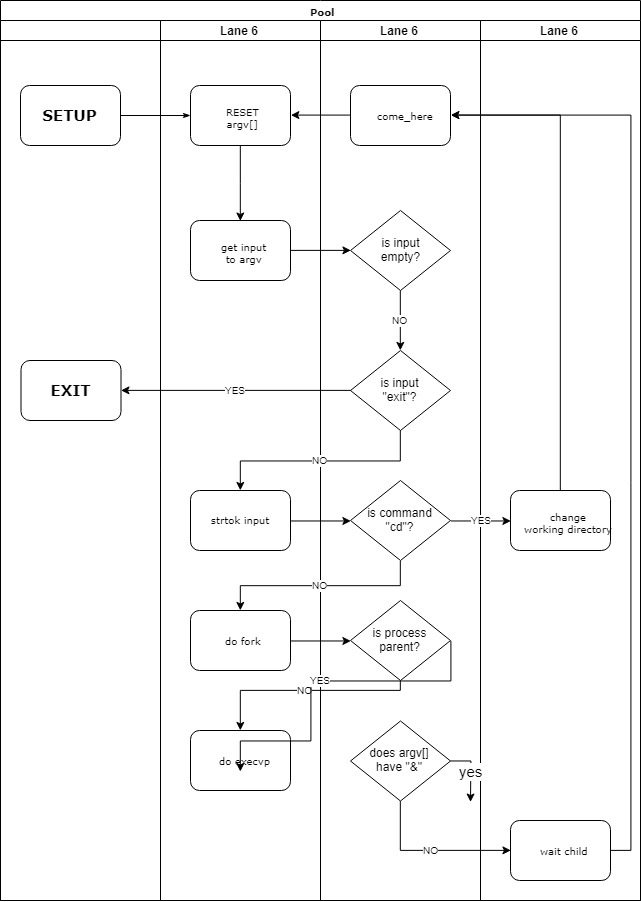 Pool
Lane 6
Lane 6
Lane 6
SETUP
RESET
argv[]
come_here
get input
to argv
is input
empty?
NO
EXIT
YES
is input
"exit"?
NO
strtok input
is command
"cd"?
YES
change
working directory
NO
do fork
is process
parent?
YES
NO
do execvp
does argv[]
have "&"
yes
NO
wait child